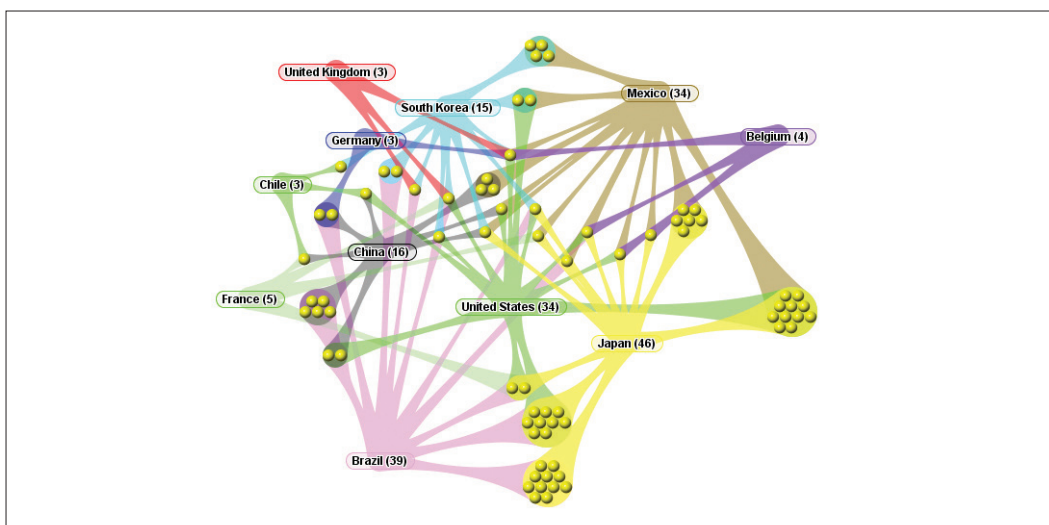 United Kingdom (3)
Mexico (34)
South Korea (15)
Belgium (4)
Germany (3)
Chile (3)
China (16)
France (5)
United States (34)
Japan (46)
Brazil (39)